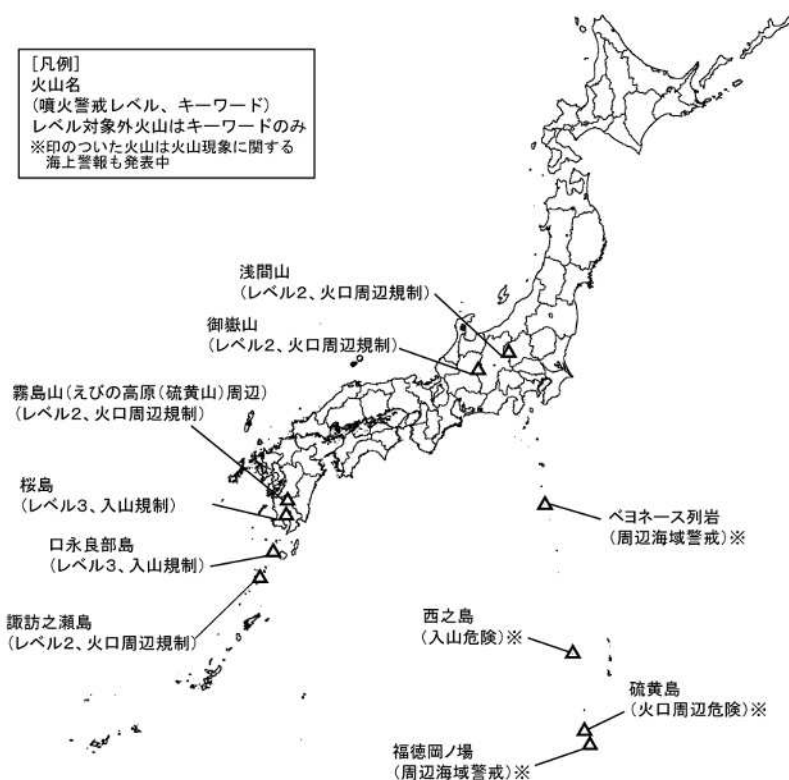 [凡例]
火山名
(噴火警戒レベル、キーワード)
レベル対象外火山はキーワードのみ
※印のついた火山は火山現象に関する
海上警報も発表中
浅間山
(レベル2、火口周辺規制)
御嶽山
(レベル2、火口周辺規制)
霧島山(えびの高原(硫黄山)周辺)
(レベル2、火口周辺規制)
桜島
(レベル3、入山規制)
口永良部島
(レベル3、入山規制)
諏訪之瀬島
(レベル2、火口周辺規制)
ベヨネース列岩
(周辺海域警戒)※
西之島
(入山危険)※
硫黄島
(火口周辺危険)※
福徳岡ノ場
(周辺海域警戒)※